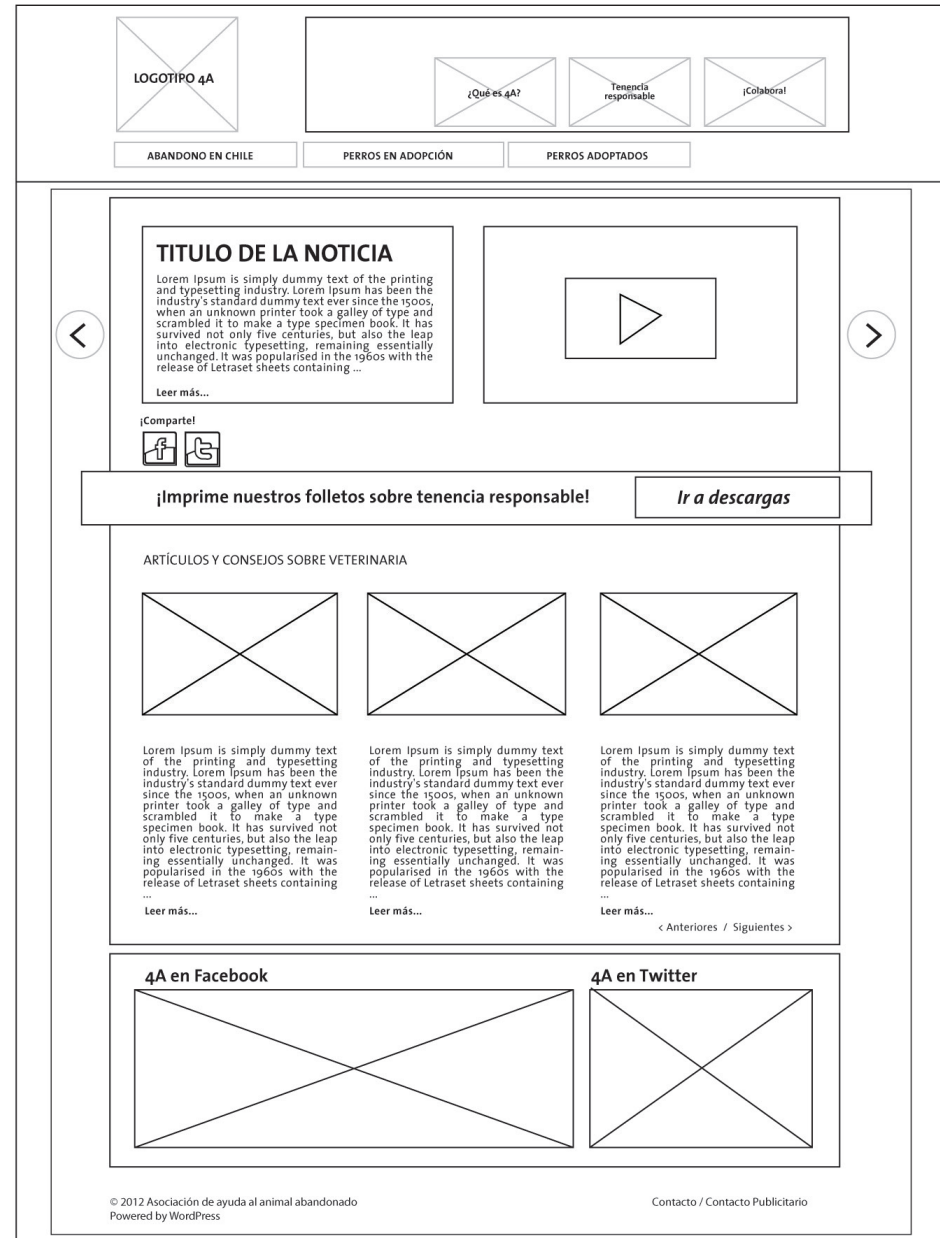 LOGOTIPO 4A
¿Qué es 4A?
Tenencia
responsable
¡Colabora!
ABANDONO EN CHILE
PERROS EN ADOPCIÓN
PERROS ADOPTADOS
TITULO DE LA NOTICIA
Lorem Ipsum is simply dummy text of the printing
and typesetting industry. Lorem Ipsum has been the
industry's standard dummy text ever since the 1500s,
when an unknown printer took a galley of type and
scrambled it to make a type specimen book. It has
survived not only five centuries, but also the leap
into electronic typesetting, remaining essentially
unchanged. It was popularised in the 1960s with the
release of Letraset sheets containing ...
Leer más...
¡Comparte!
¡Imprime nuestros folletos sobre tenencia responsable!
Ir a descargas
ARTÍCULOS Y CONSEJOS SOBRE VETERINARIA
Lorem Ipsum is simply dummy text
of the printing and typesetting
industry. Lorem Ipsum has been the
industry's standard dummy text ever
since the 1500s, when an unknown
printer took a galley of type and
scrambled it to make a type
specimen book. It has survived not
only five centuries, but also the leap
into electronic typesetting, remain-
ing essentially unchanged. It was
popularised in the 1960s with the
release of Letraset sheets containing
...
Leer más...
Lorem Ipsum is simply dummy text
of the printing and typesetting
industry. Lorem Ipsum has been the
industry's standard dummy text ever
since the 1500s, when an unknown
printer took a galley of type and
scrambled it to make a type
specimen book. It has survived not
only five centuries, but also the leap
into electronic typesetting, remain-
ing essentially unchanged. It was
popularised in the 1960s with the
release of Letraset sheets containing
...
Leer más...
Lorem Ipsum is simply dummy text
of the printing and typesetting
industry. Lorem Ipsum has been the
industry's standard dummy text ever
since the 1500s, when an unknown
printer took a galley of type and
scrambled it to make a type
specimen book. It has survived not
only five centuries, but also the leap
into electronic typesetting, remain-
ing essentially unchanged. It was
popularised in the 1960s with the
release of Letraset sheets containing
...
Leer más...
< Anteriores / Siguientes >
4A en Facebook
4A en Twitter
© 2012 Asociación de ayuda al animal abandonado
Powered by WordPress
Contacto / Contacto Publicitario